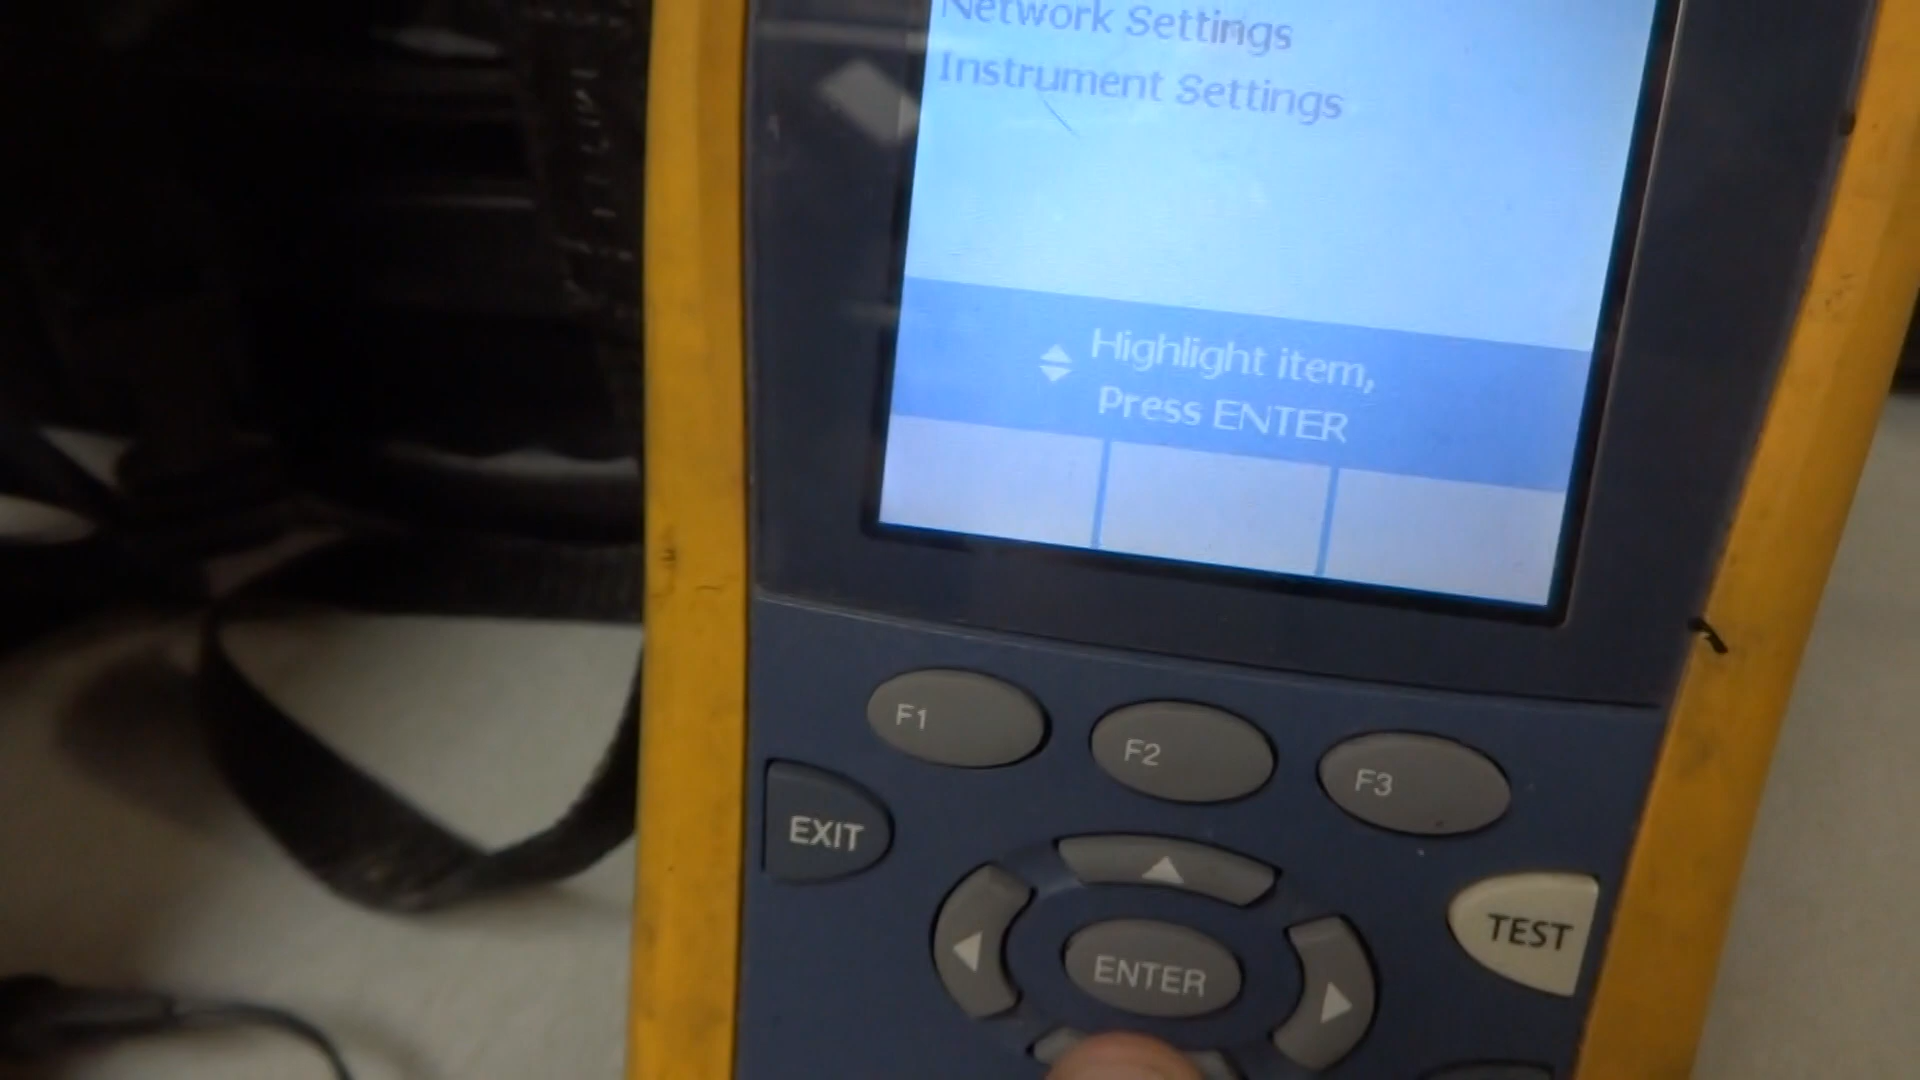 Network Settings
Instrument Settings
Highlight item,
Press ENTER
F1
F2
F3
EXIT
TEST
ENTER